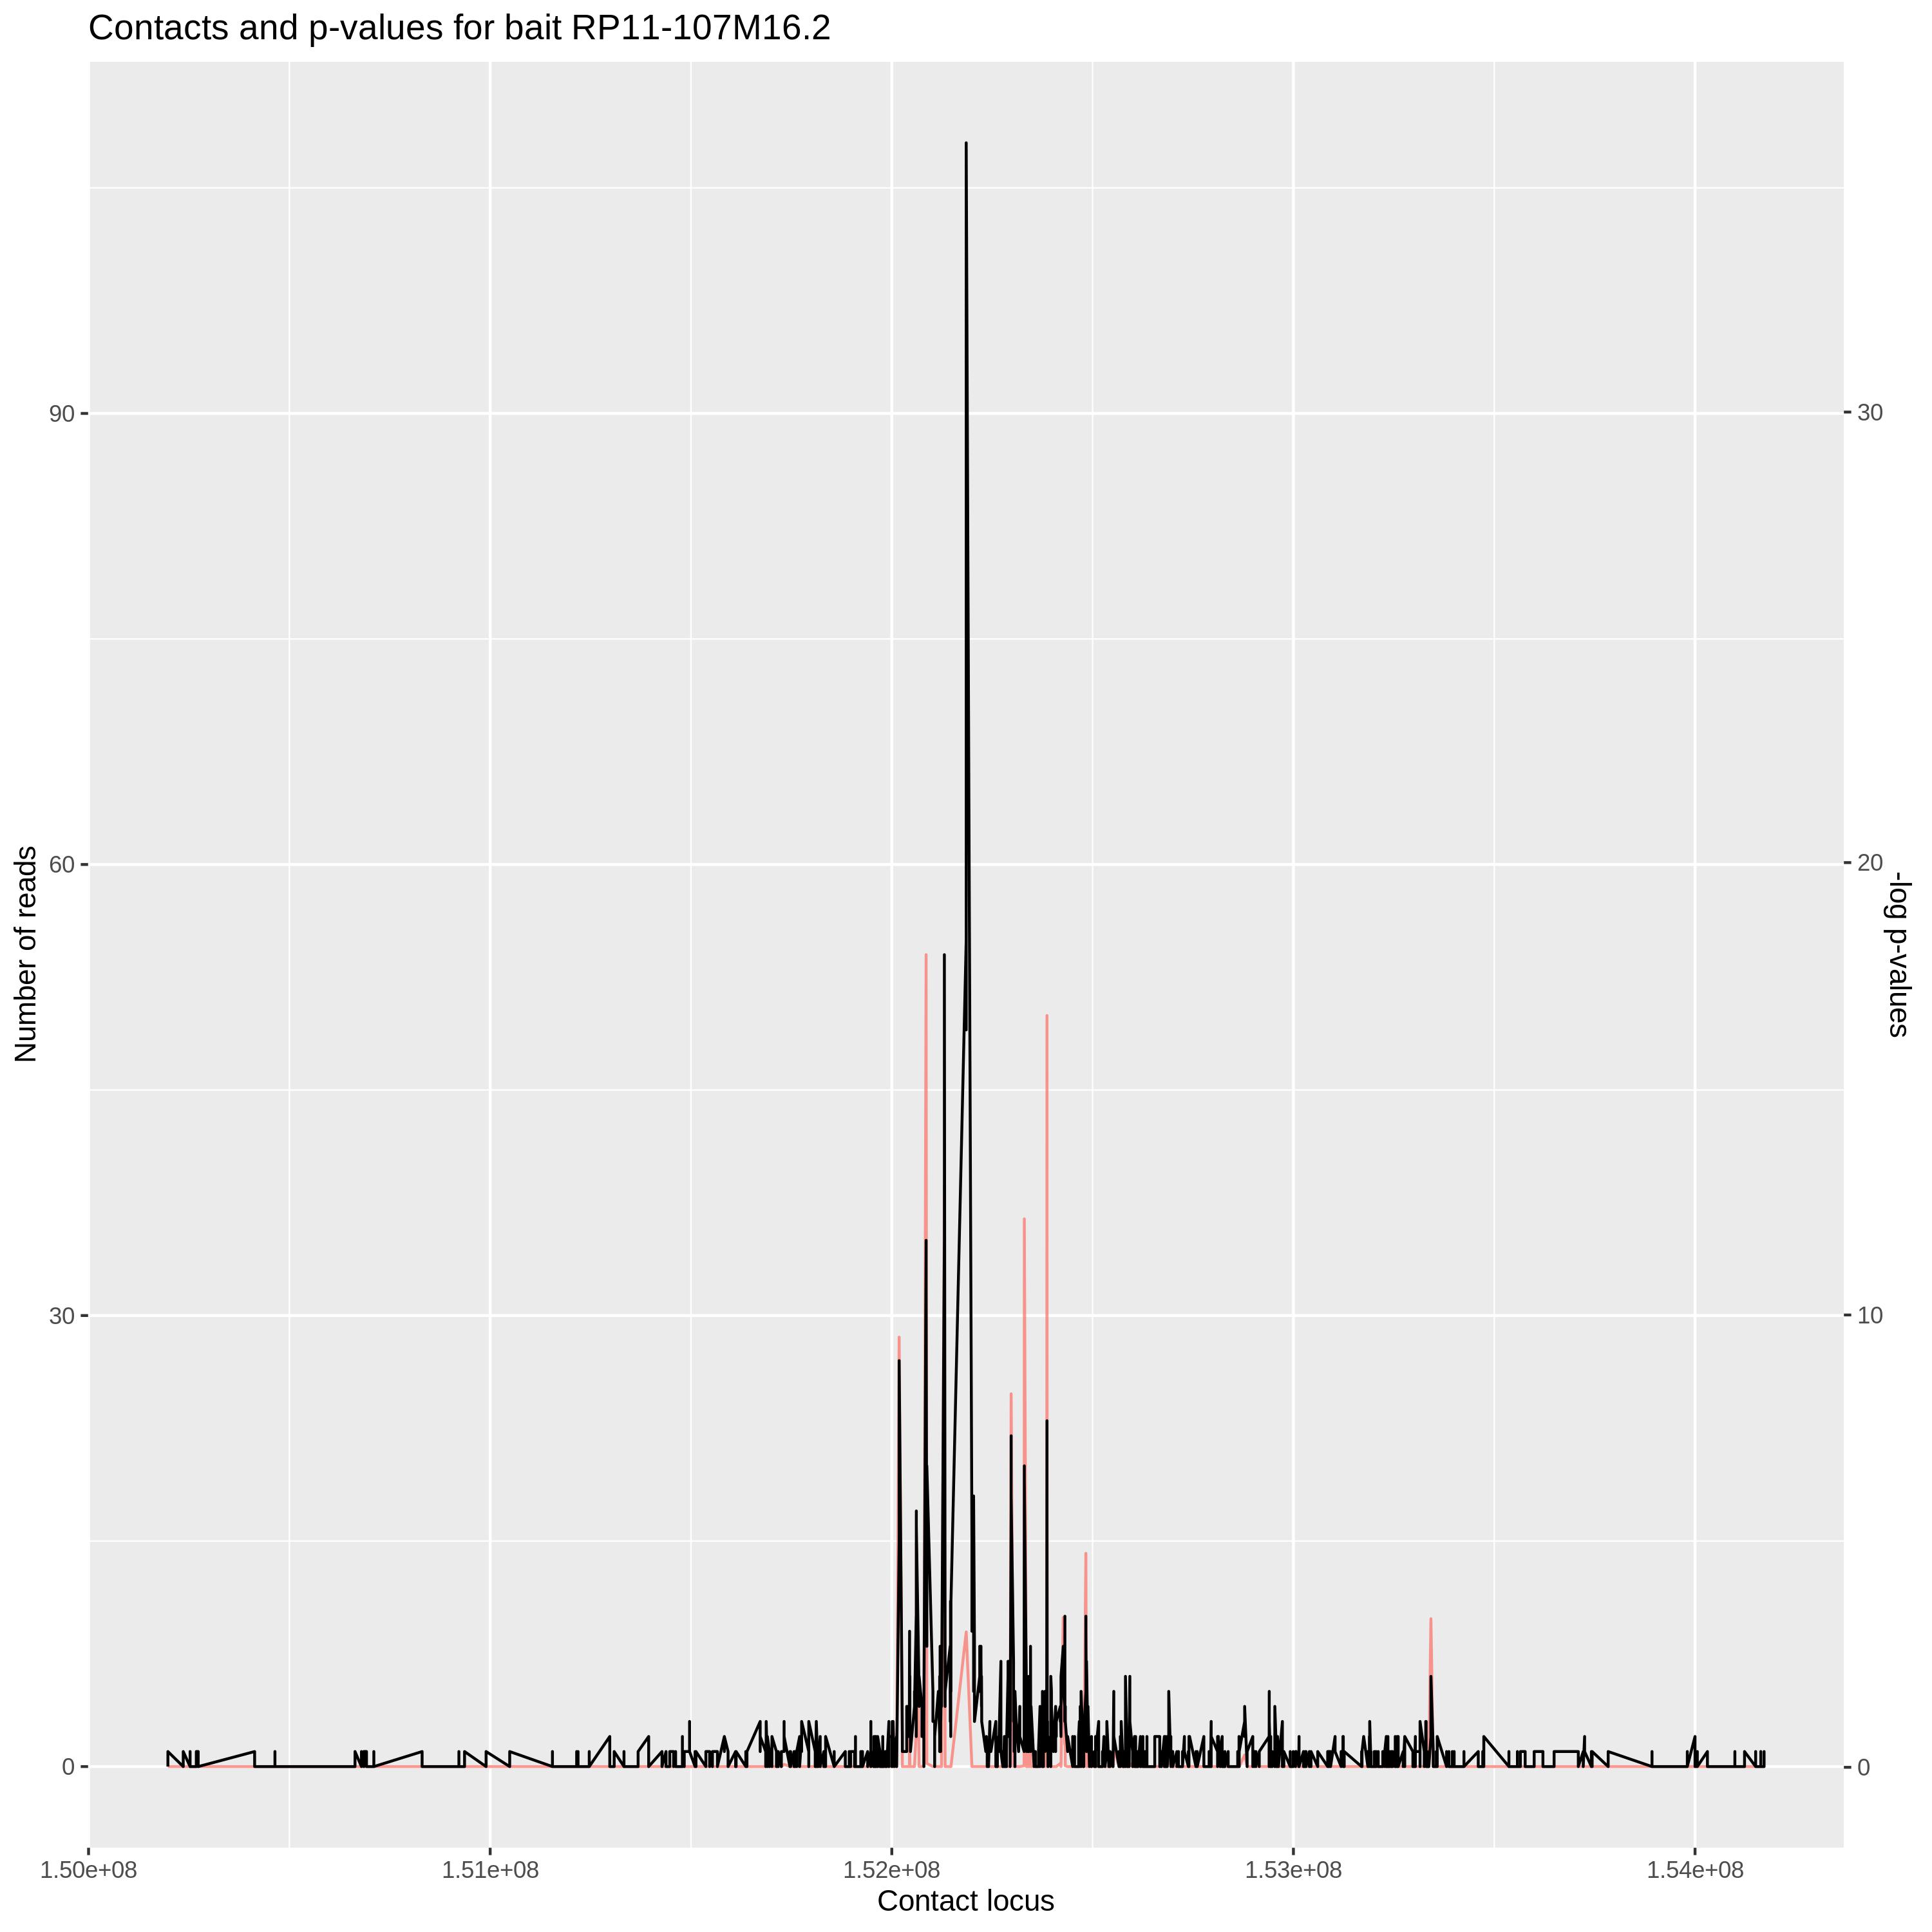 Contacts and p-values for bait RP11-107M16.2
Number of reads
90
60
30
0
30
20
10
0
-log p-values
1.50e+08
1.51e+08
1.52e+08
1.53e+08
1.54e+08
Contact locus